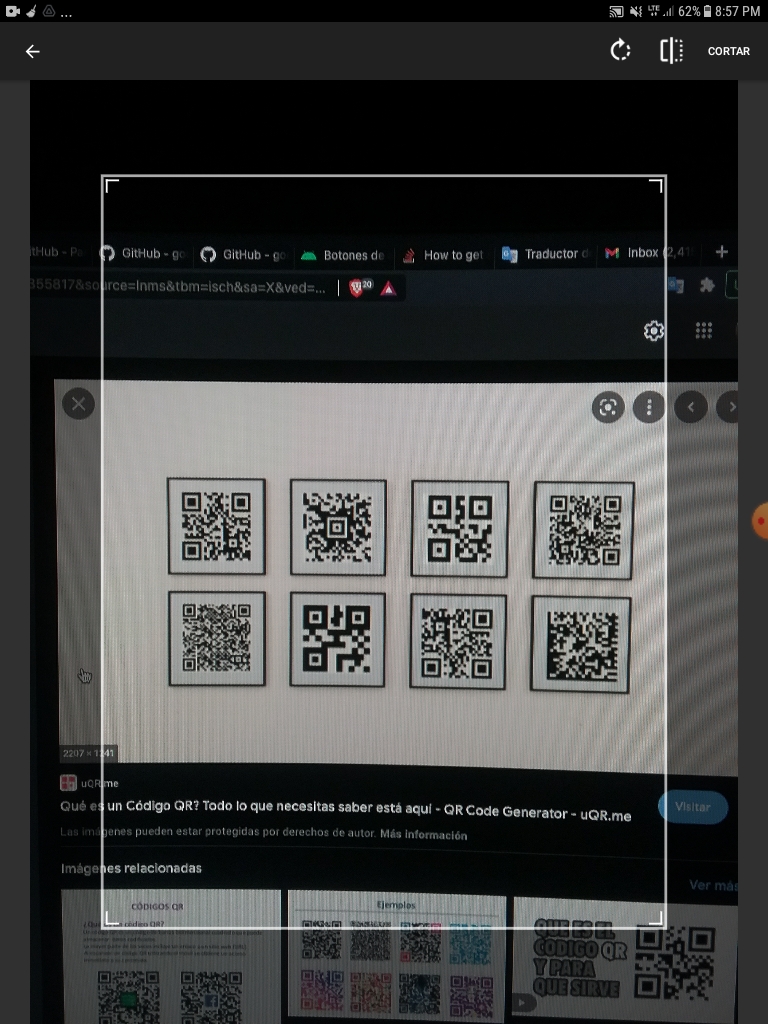 ... 62% 8:57 PM
LTE
CORTAR
GitHub - go
GitHub - go
Botones de
How to get
Traductor d
Inbox (2,41
355817&source=lnms&tbm=isch&sa=X&ved=...
20
2207 × 1241
uQR.me
Qué es un Código QR? Todo lo que necesitas saber está aquí - QR Code Generator - uQR.me
Visitar
Las imágenes pueden estar protegidas por derechos de autor. Más información
Imágenes relacionadas
Ver más
CÓDIGOS QR
Ejemplos
QUE ES EL
CODIGO QR
Y PARA
QUE SIRVE